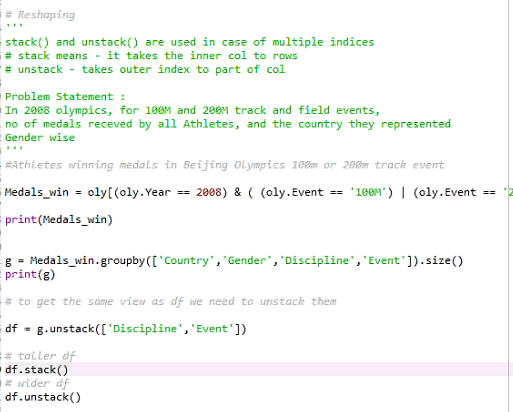 # Reshaping
'''
stack() and unstack() are used in case of multiple indices
# stack means - it takes the inner col to rows
# unstack - takes outer index to part of col
Problem Statement :
In 2008 olympics, for 100M and 200M track and field events,
no of medals receved by all Athletes, and the country they represented
Gender wise
'''
#Athletes winning medals in Beijing Olympics 100m or 200m track event
Medals_win = oly[(oly.Year == 2008) & ( (oly.Event == '100M') | (oly.Event == '2
print(Medals_win)
g = Medals_win.groupby(['Country','Gender','Discipline','Event']).size()
print(g)
# to get the same view as df we need to unstack them
df = g.unstack(['Discipline','Event'])
# taller df
df.stack()
# wider df
df.unstack()